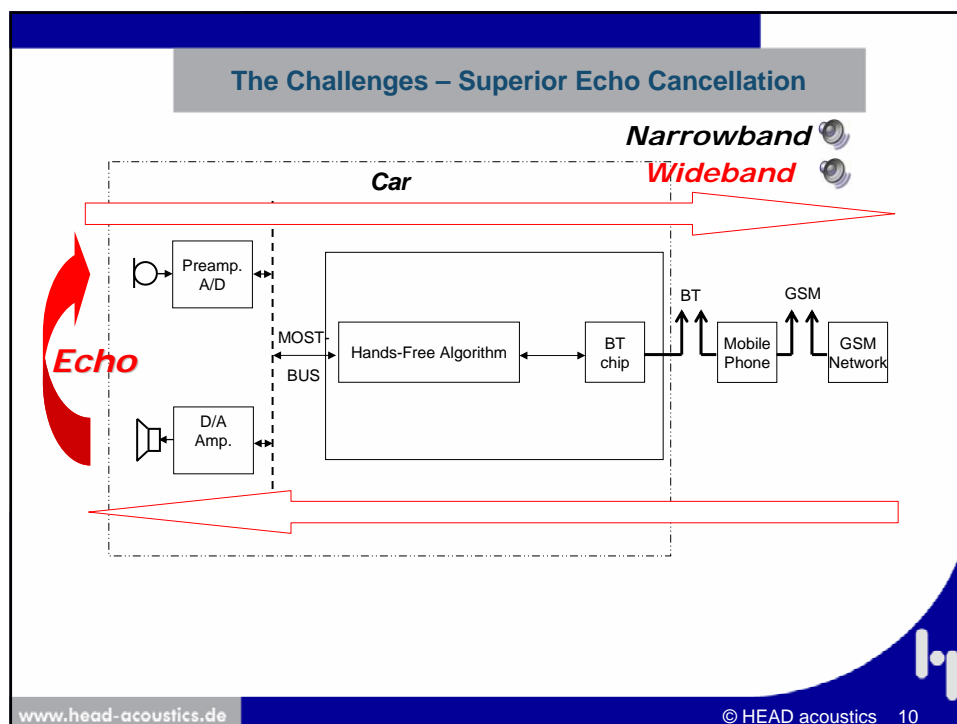 The Challenges – Superior Echo Cancellation
Narrowband
Wideband
Car
Preamp.
A/D
Echo
MOST-
BUS
Hands-Free Algorithm
BT
chip
BT
Mobile
Phone
GSM
GSM
Network
D/A
Amp.
www.head-acoustics.de
© HEAD acoustics 10